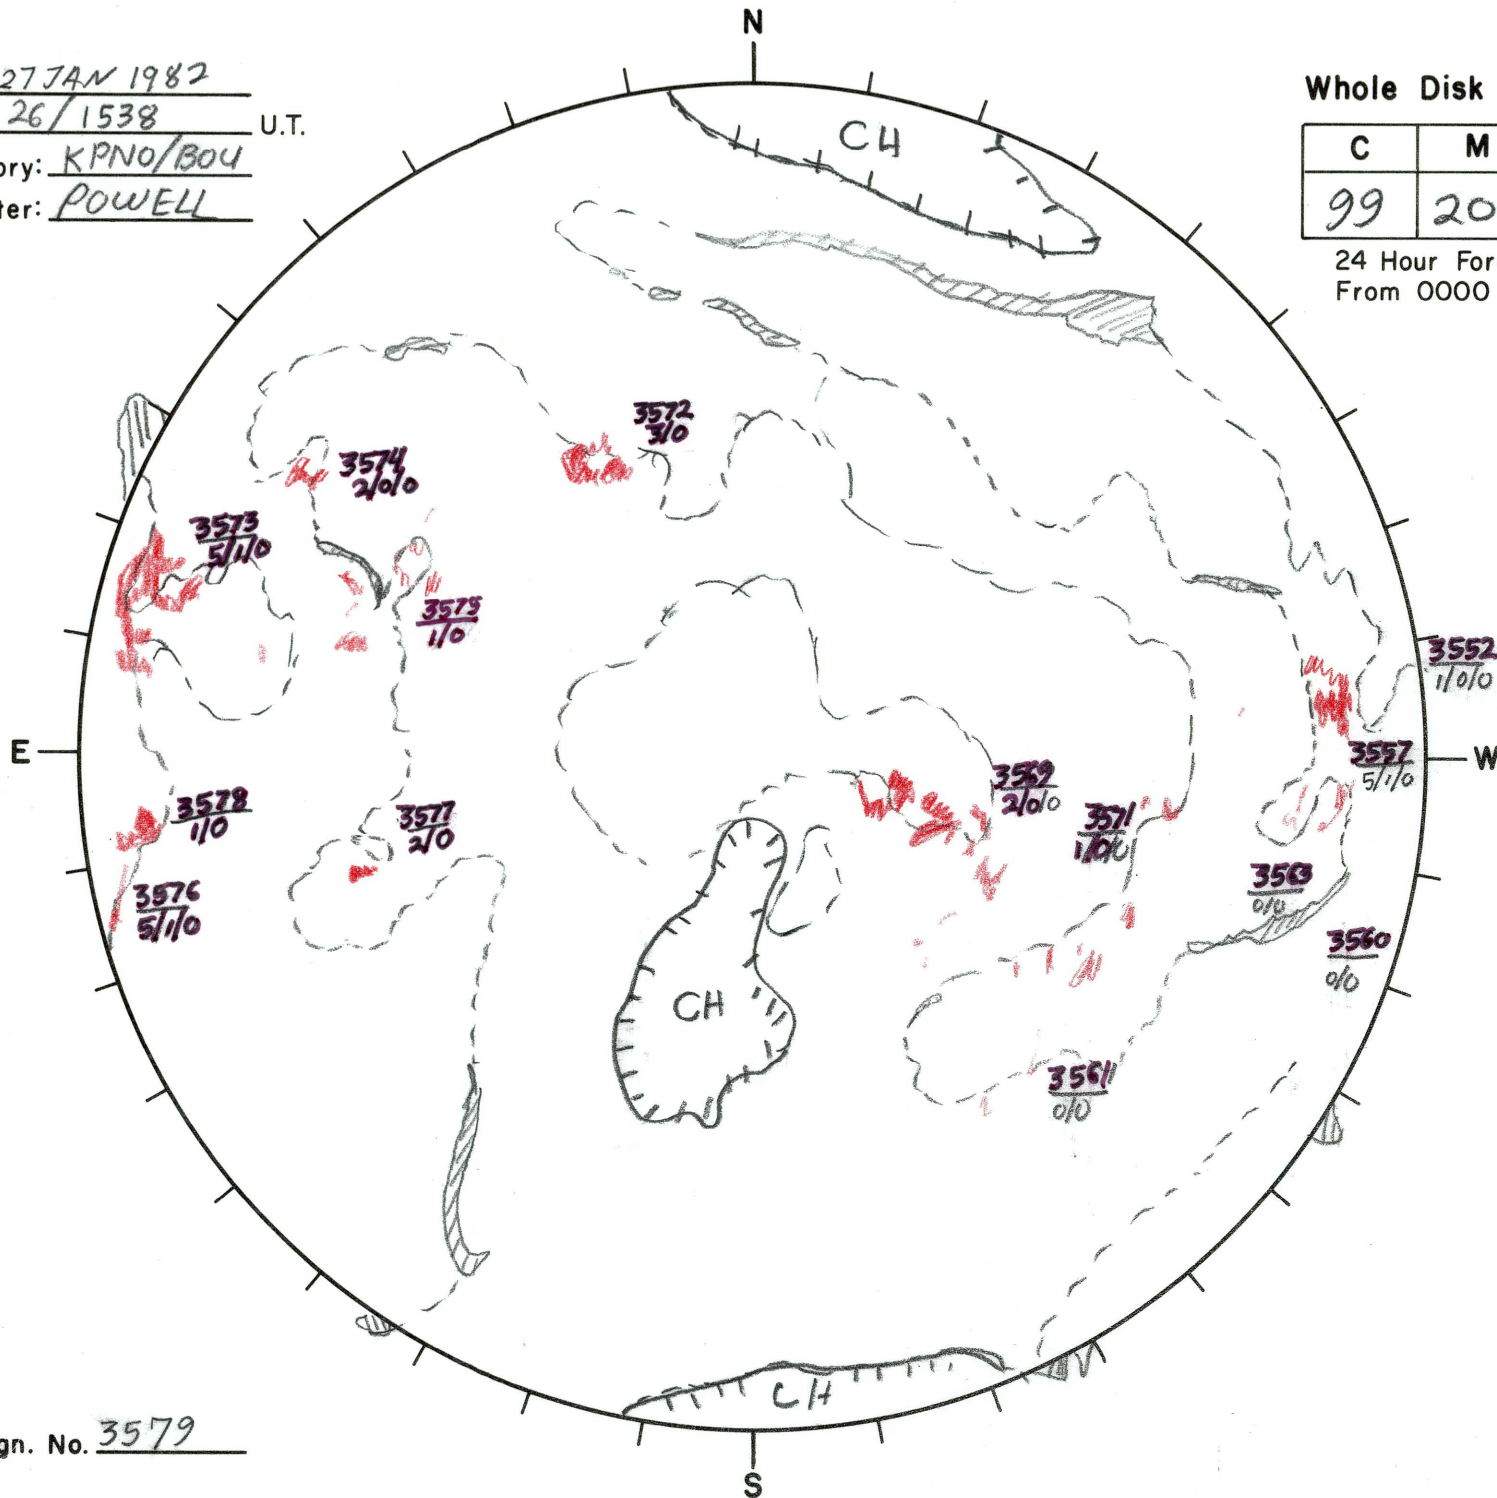 N
27 JAN 1982
26/1538 U.T.
ory: KPNO/BOU
ter: POWELL
Whole Disk
C M
99 20
24 Hour For
From 0000
CH
3572
3/0
3574
2/0/0
3573
5/1/0
3575
1/0
3552
1/0/0
E
W
3557
5/1/0
3569
2/0/0
3578
1/0
3577
2/0
3571
1/0/0
3563
0/0
3576
5/1/0
3560
0/0
CH
3561
0/0
CH
gn. No. 3579
S